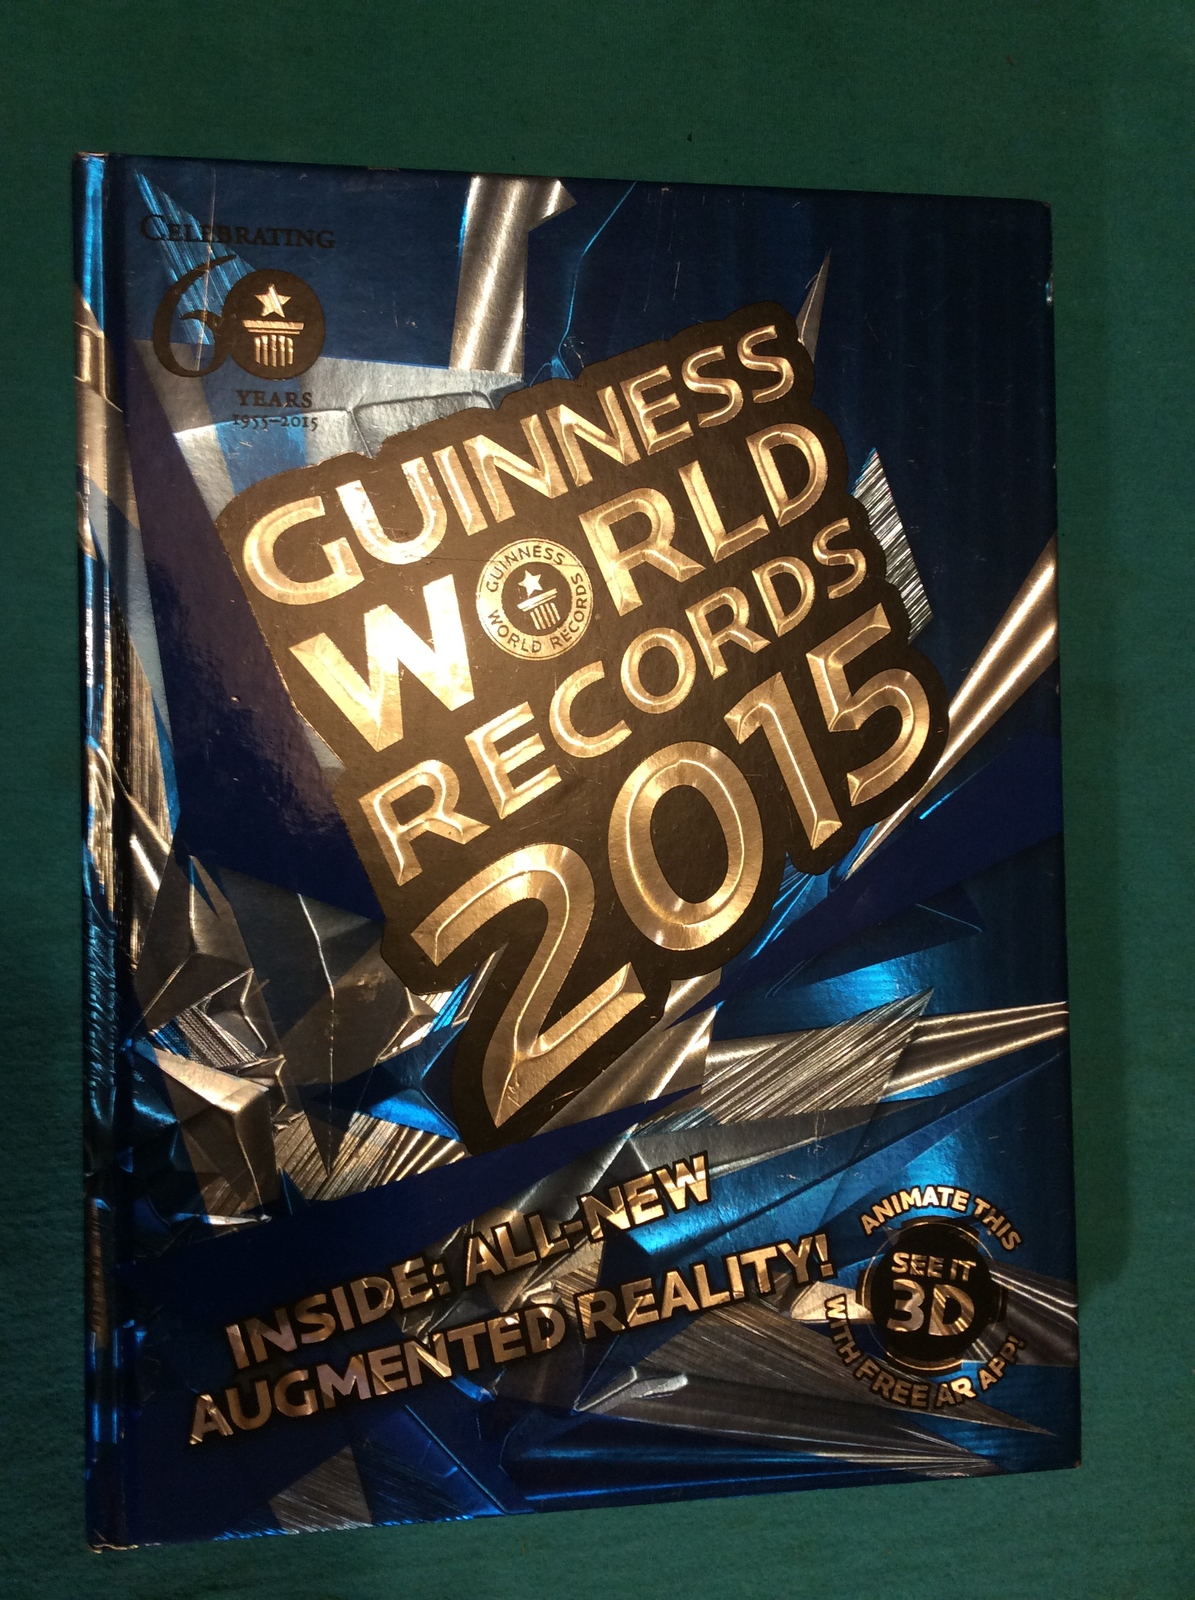 CELEBRATING
60
YEARS
1955–2015
GUINNESS
WORLD
GUINNESS
WORLD RECORDS
RECORDS
2015
INSIDE: ALL-NEW
AUGMENTED REALITY!
ANIMATE THIS
SEE IT
3D
WITH FREE AR APP!